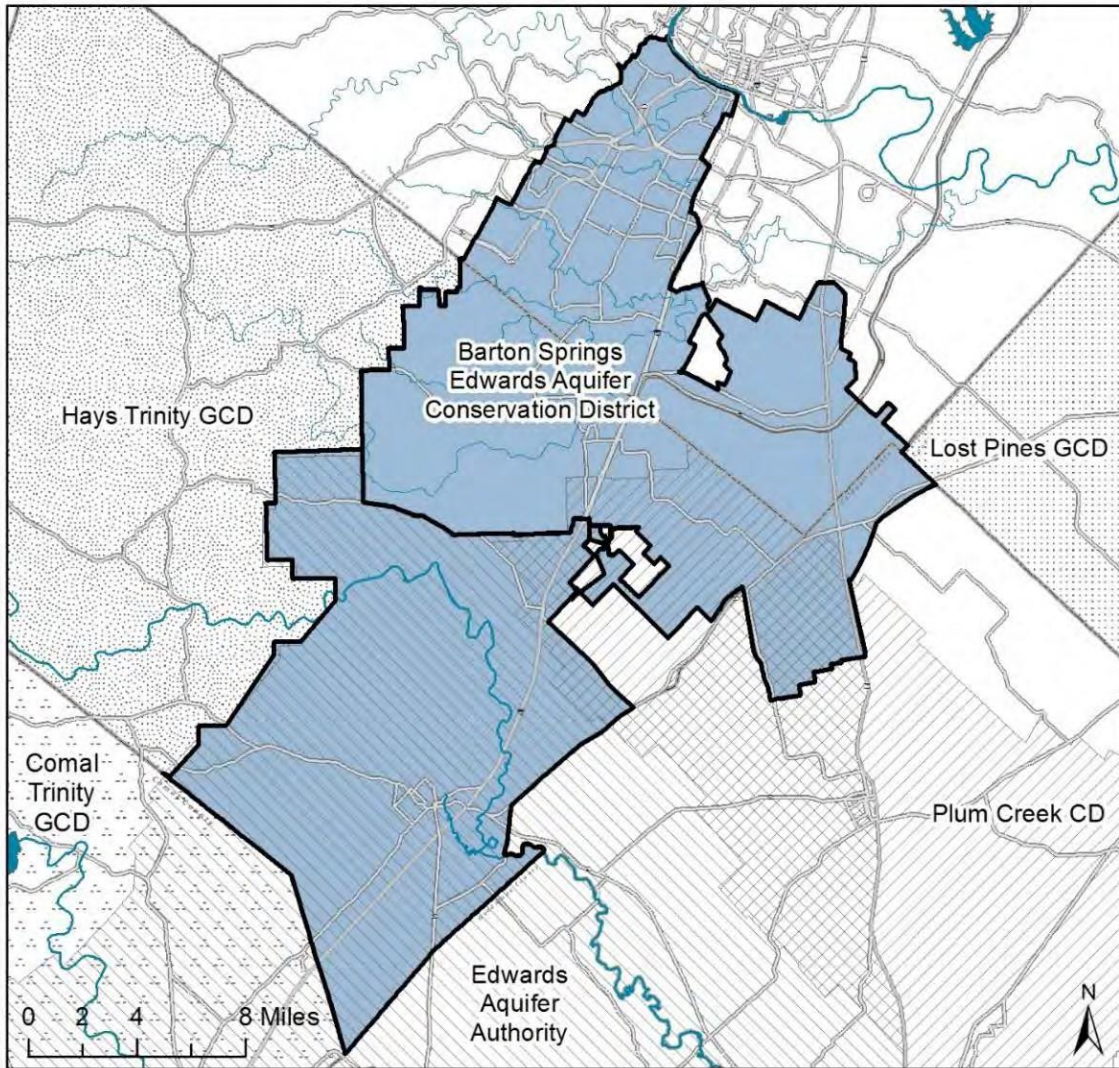 Barton Springs
Edwards Aquifer
Conservation District
Hays Trinity GCD
Lost Pines GCD
Comal
Trinity
GCD
Plum Creek CD
Edwards
Aquifer
Authority
0 2 4 8 Miles
N